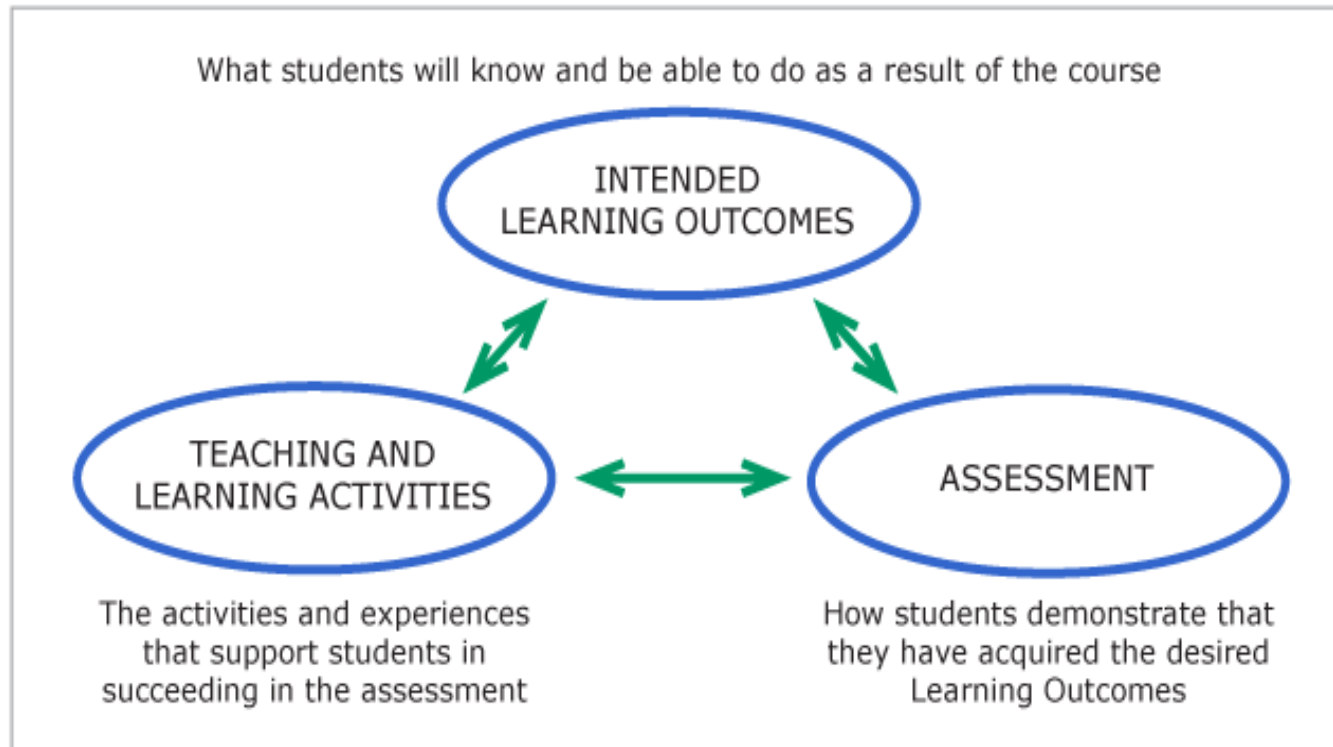 What students will know and be able to do as a result of the course
INTENDED
LEARNING OUTCOMES
TEACHING AND
LEARNING ACTIVITIES
ASSESSMENT
The activities and experiences
that support students in
succeeding in the assessment
How students demonstrate that
they have acquired the desired
Learning Outcomes